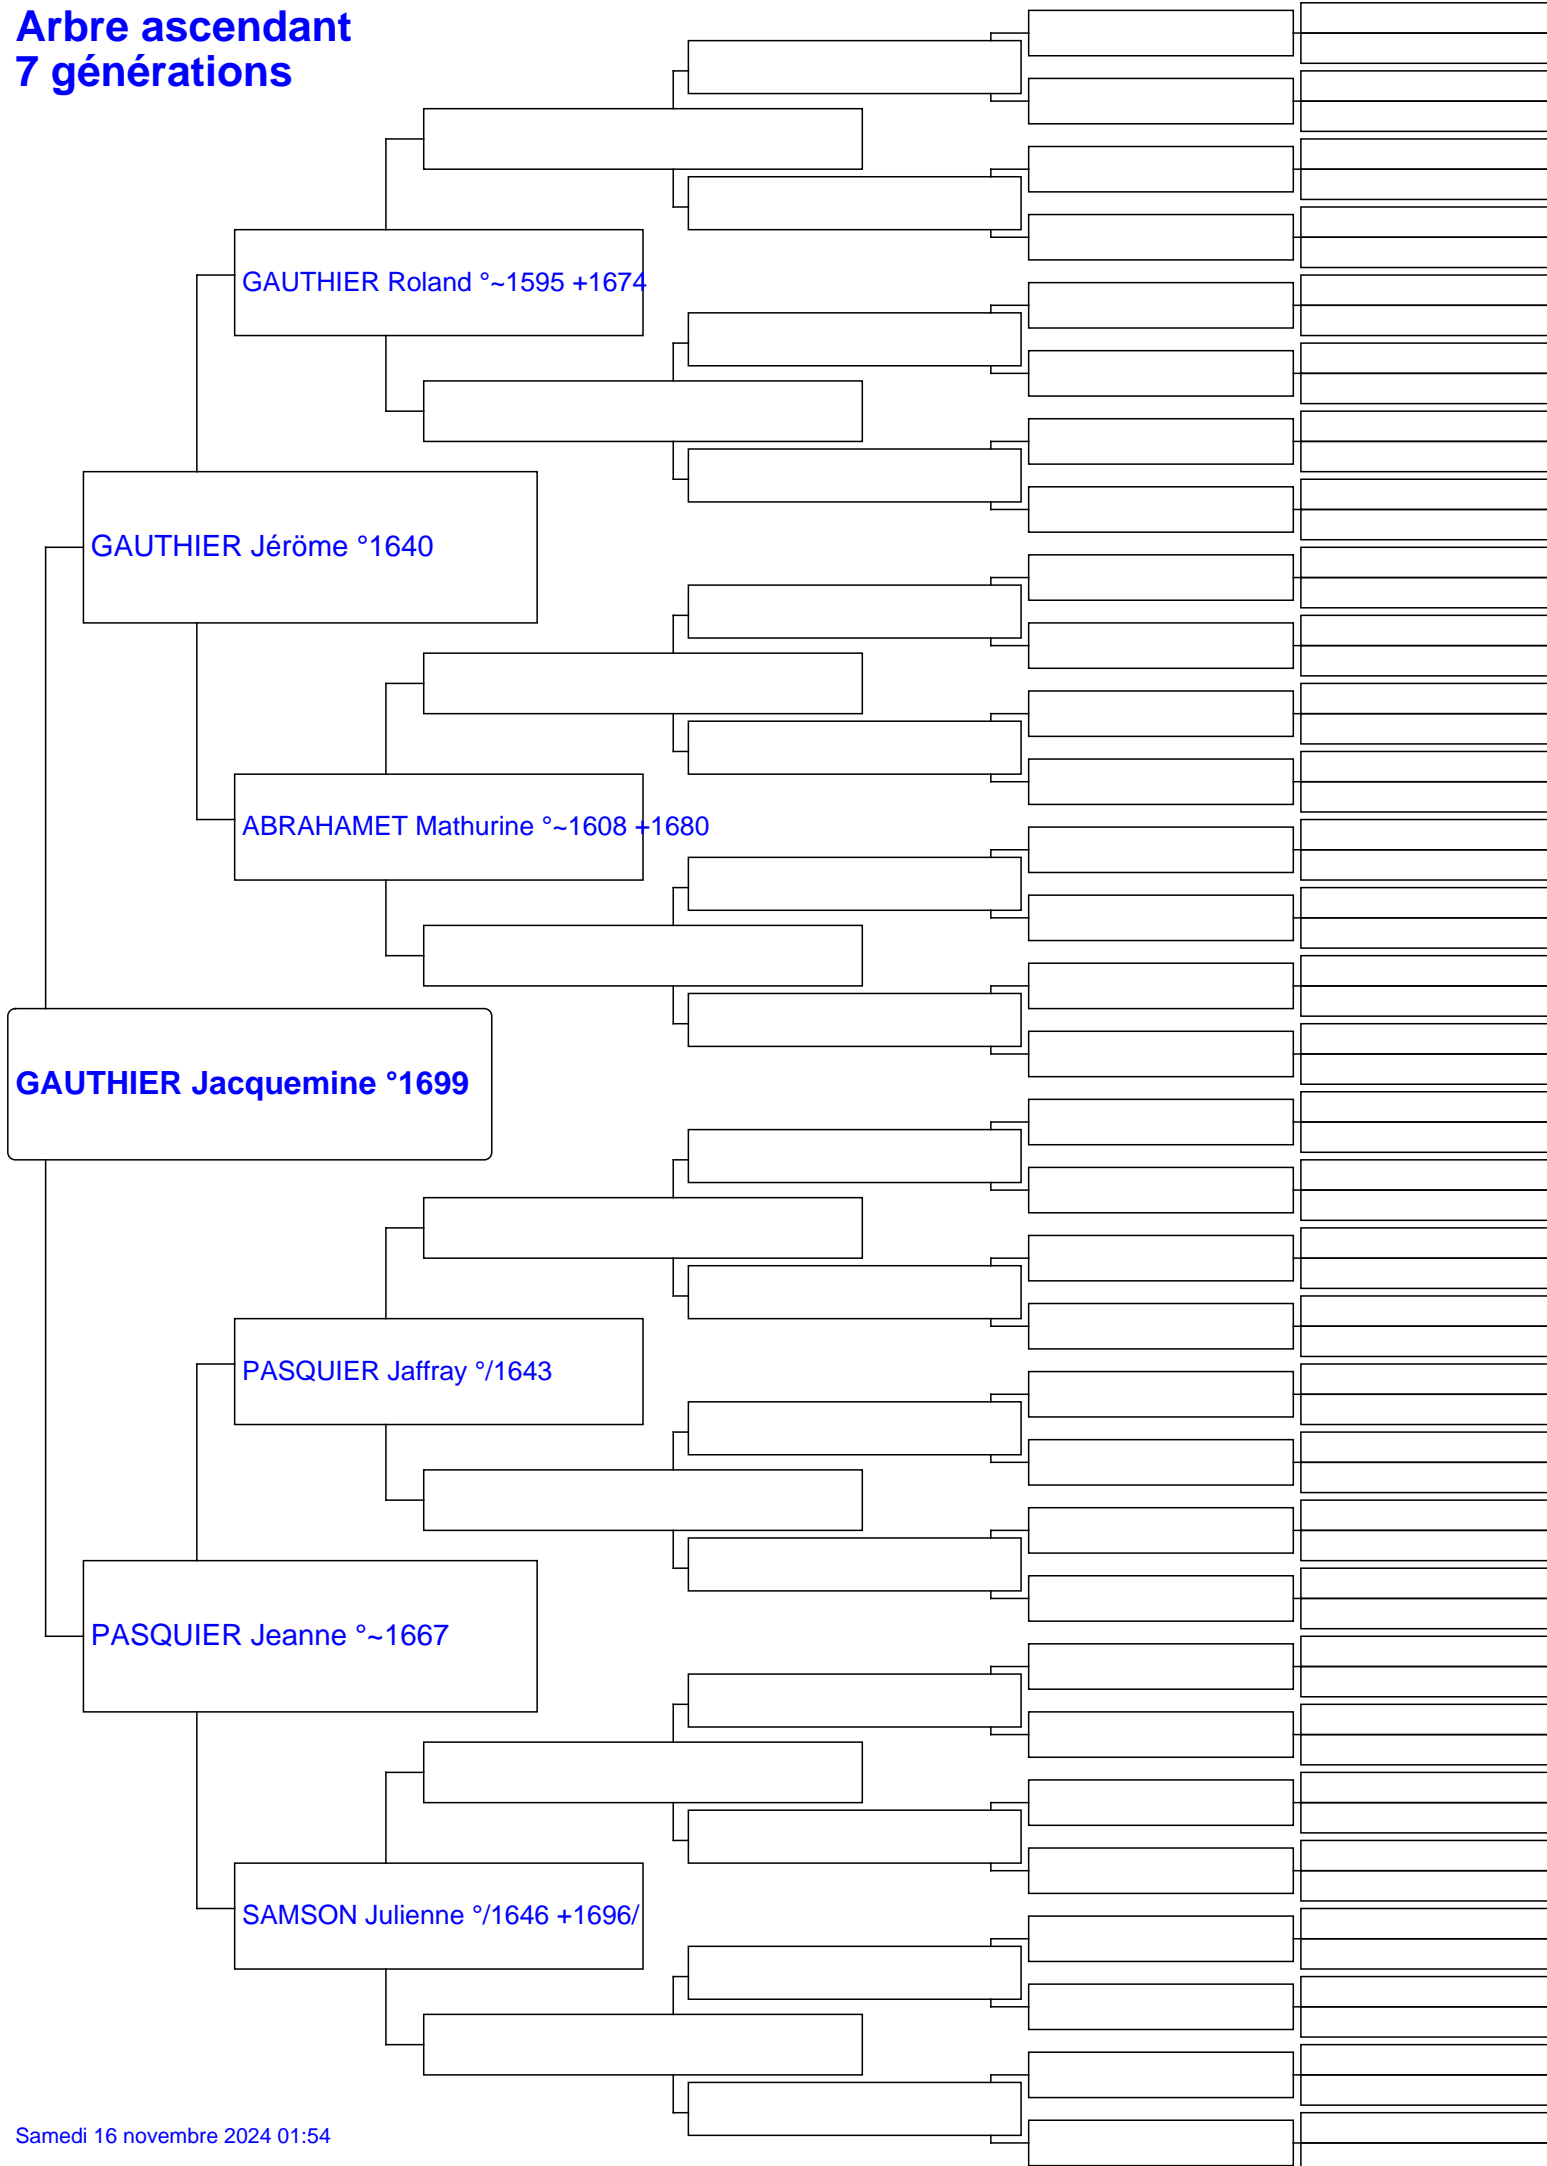 Arbre ascendant
7 générations
GAUTHIER Roland °~1595 +1674
GAUTHIER Jéröme °1640
ABRAHAMET Mathurine °~1608 +1680
GAUTHIER Jacquemine °1699
PASQUIER Jaffray °/1643
PASQUIER Jeanne °~1667
SAMSON Julienne °/1646 +1696/
Samedi 16 novembre 2024 01:54